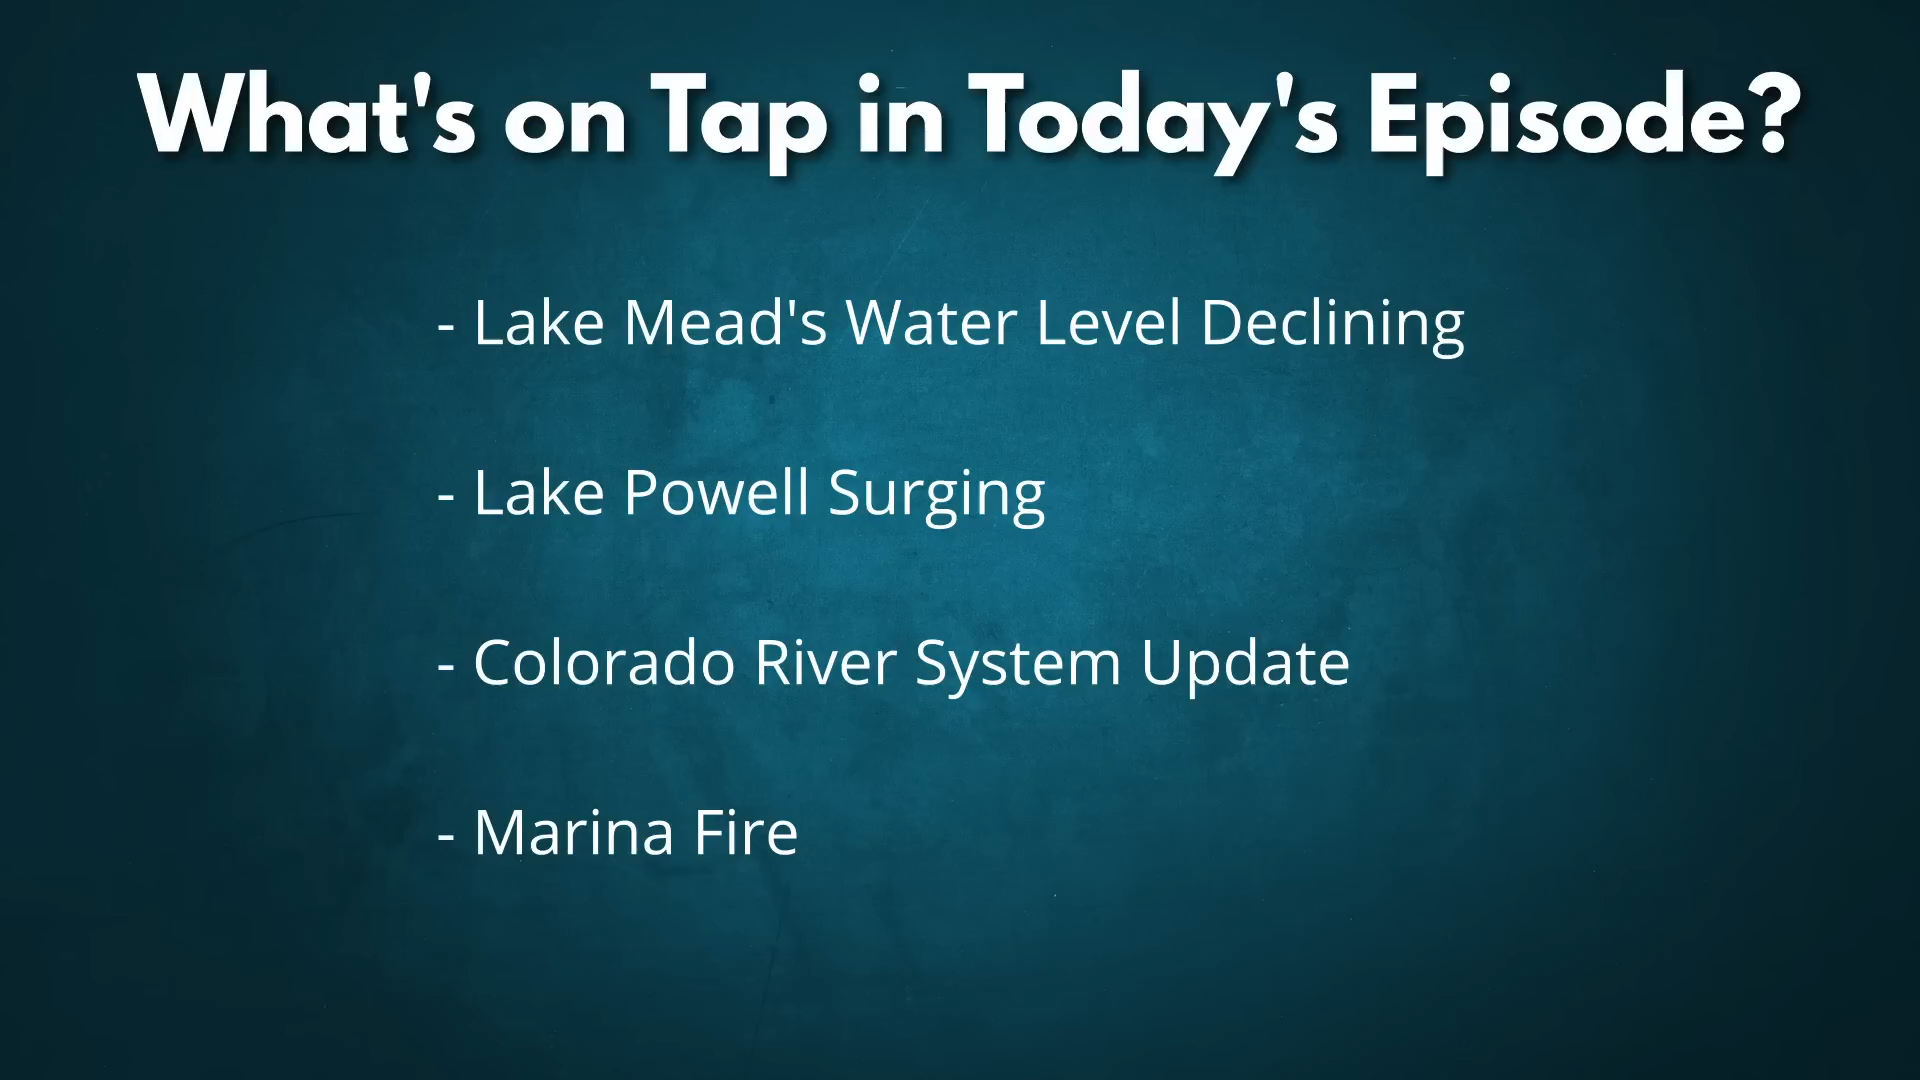 What's on Tap in Today's Episode?
- Lake Mead's Water Level Declining
- Lake Powell Surging
- Colorado River System Update
- Marina Fire